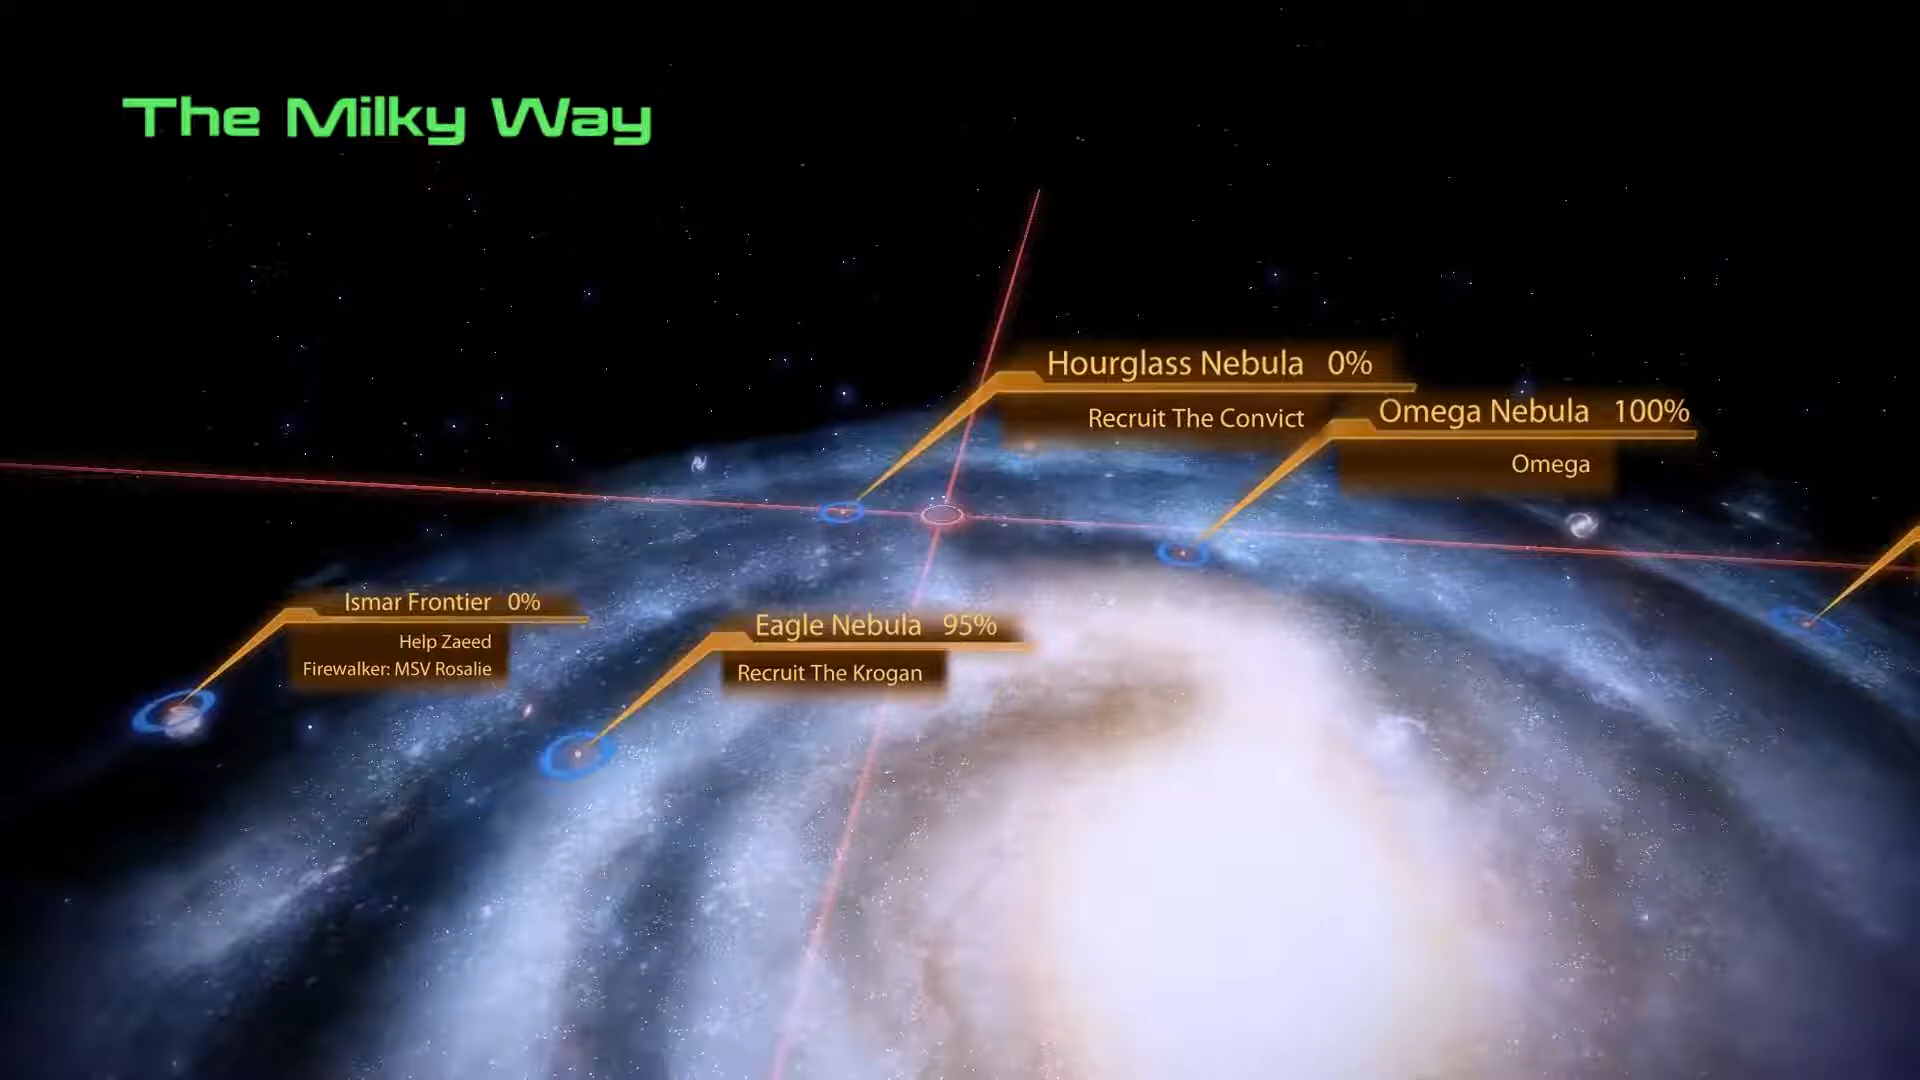 The Milky Way
Hourglass Nebula 0%
Recruit The Convict
Omega Nebula 100%
Omega
Ismar Frontier 0%
Help Zaeed
Firewalker: MSV Rosalie
Eagle Nebula 95%
Recruit The Krogan